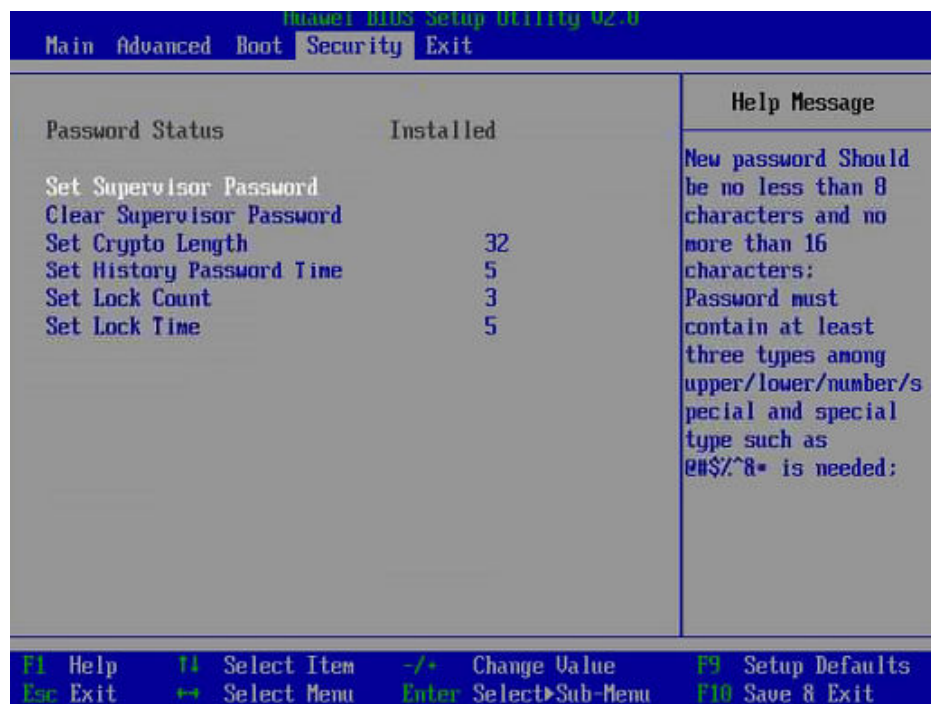 Huawei BIOS Setup Utility V2.0
Main Advanced Boot Security Exit
Help Message
Password Status Installed
New password Should
be no less than 8
characters and no
more than 16
characters;
Password must
contain at least
three types among
upper/lower/number/s
pecial and special
type such as
@#$%^&* is needed;
Set Supervisor Password
Clear Supervisor Password
Set Crypto Length 32
Set History Password Time 5
Set Lock Count 3
Set Lock Time 5
F1 Help ↑↓ Select Item -/+ Change Value F9 Setup Defaults
Esc Exit ↔ Select Menu Enter Select▶Sub-Menu F10 Save & Exit